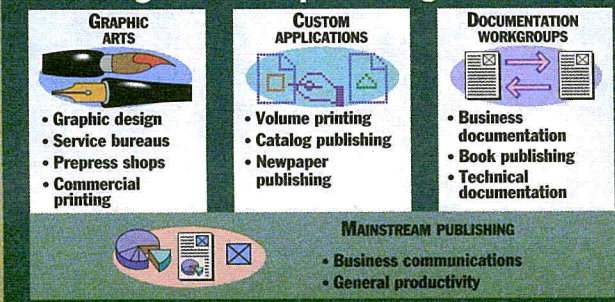 GRAPHIC
ARTS
• Graphic design
• Service bureaus
• Prepress shops
• Commercial
printing
CUSTOM
APPLICATIONS
• Volume printing
• Catalog publishing
• Newpaper
publishing
DOCUMENTATION
WORKGROUPS
• Business
documentation
• Book publishing
• Technical
documentation
MAINSTREAM PUBLISHING
• Business communications
• General productivity